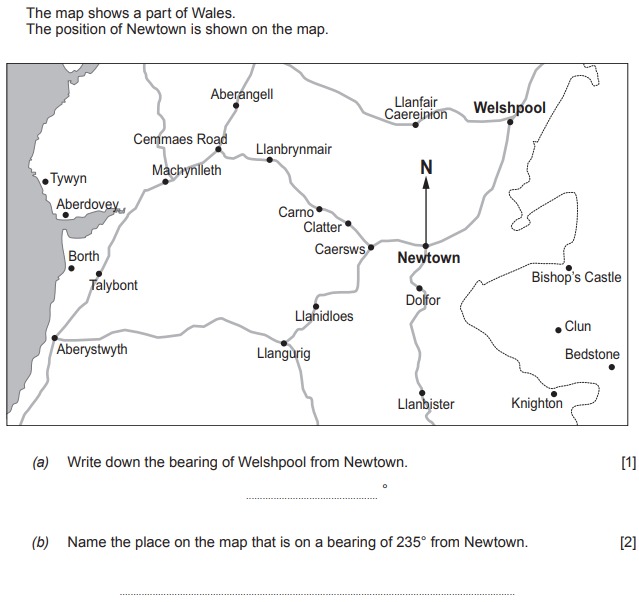 The map shows a part of Wales.
The position of Newtown is shown on the map.
Aberangell
Llanfair
Caereinion
Welshpool
Cemmaes Road
Llanbrynmair
Machynlleth
N
Tywyn
Aberdovey
Carno
Clatter
Caersws
Newtown
Borth
Talybont
Bishop's Castle
Dolfor
Llanidloes
Clun
Aberystwyth
Llangurig
Bedstone
Llanbister
Knighton
(a) Write down the bearing of Welshpool from Newtown. [1]
°
(b) Name the place on the map that is on a bearing of 235° from Newtown. [2]